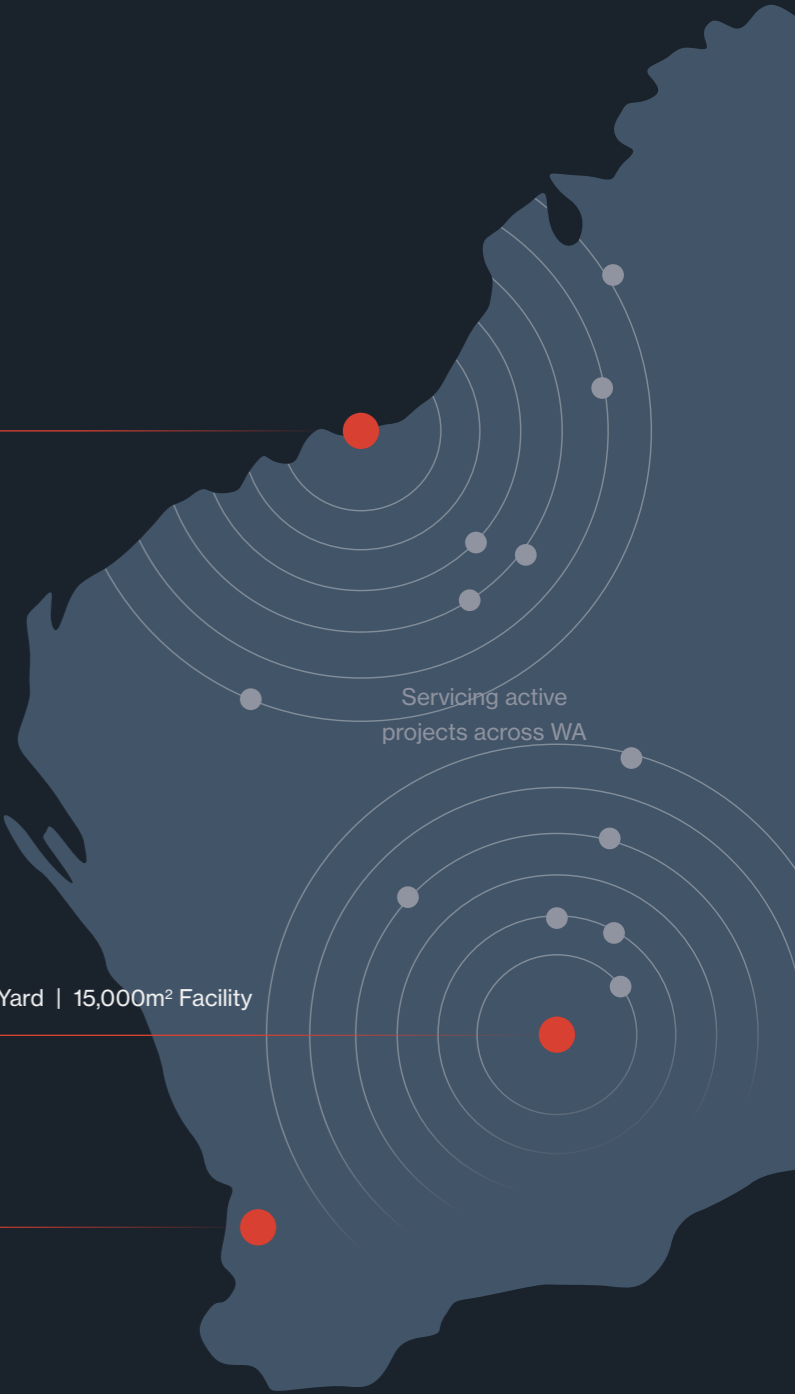 Servicing active
projects across WA
Yard | 15,000m² Facility